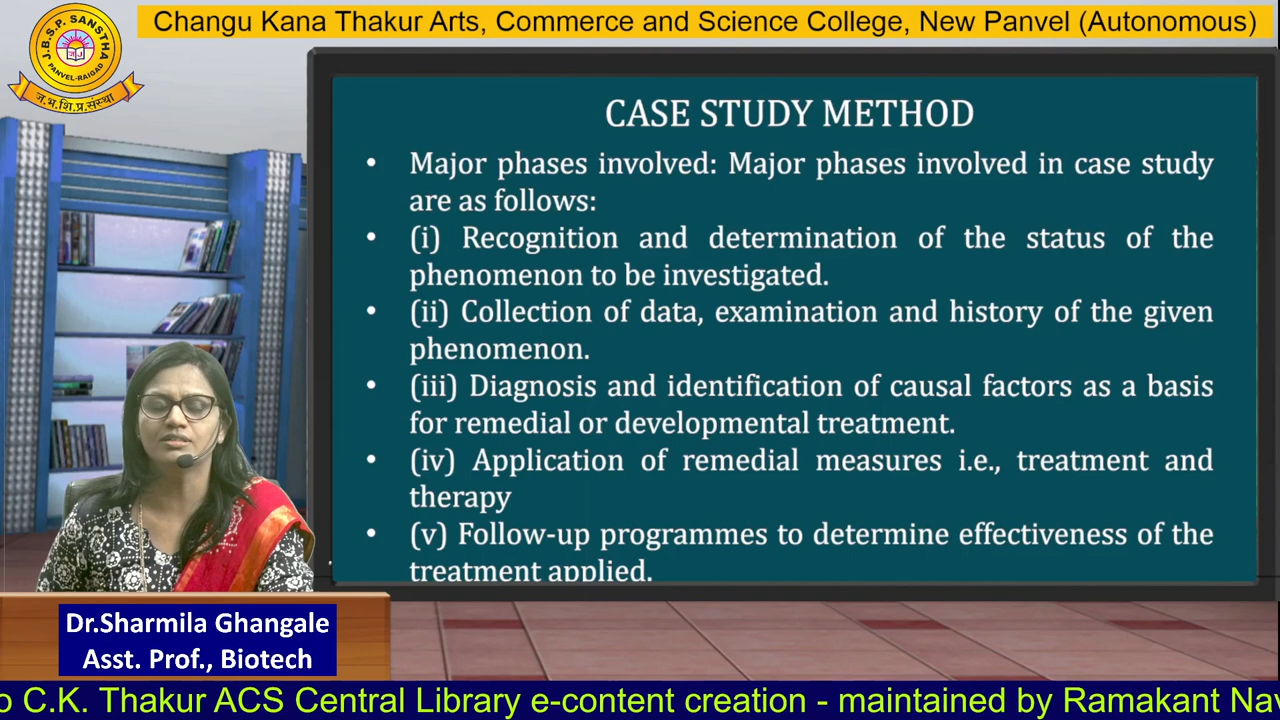 Changu Kana Thakur Arts, Commerce and Science College, New Panvel (Autonomous)
J.B.S.P. SANSTHA
PANVEL-RAIGAD
ज.भ.शि.प्र.संस्था
CASE STUDY METHOD
• Major phases involved: Major phases involved in case study
are as follows:
• (i) Recognition and determination of the status of the
phenomenon to be investigated.
• (ii) Collection of data, examination and history of the given
phenomenon.
• (iii) Diagnosis and identification of causal factors as a basis
for remedial or developmental treatment.
• (iv) Application of remedial measures i.e., treatment and
therapy
• (v) Follow-up programmes to determine effectiveness of the
treatment applied.
Dr.Sharmila Ghangale
Asst. Prof., Biotech
o C.K. Thakur ACS Central Library e-content creation - maintained by Ramakant Nav